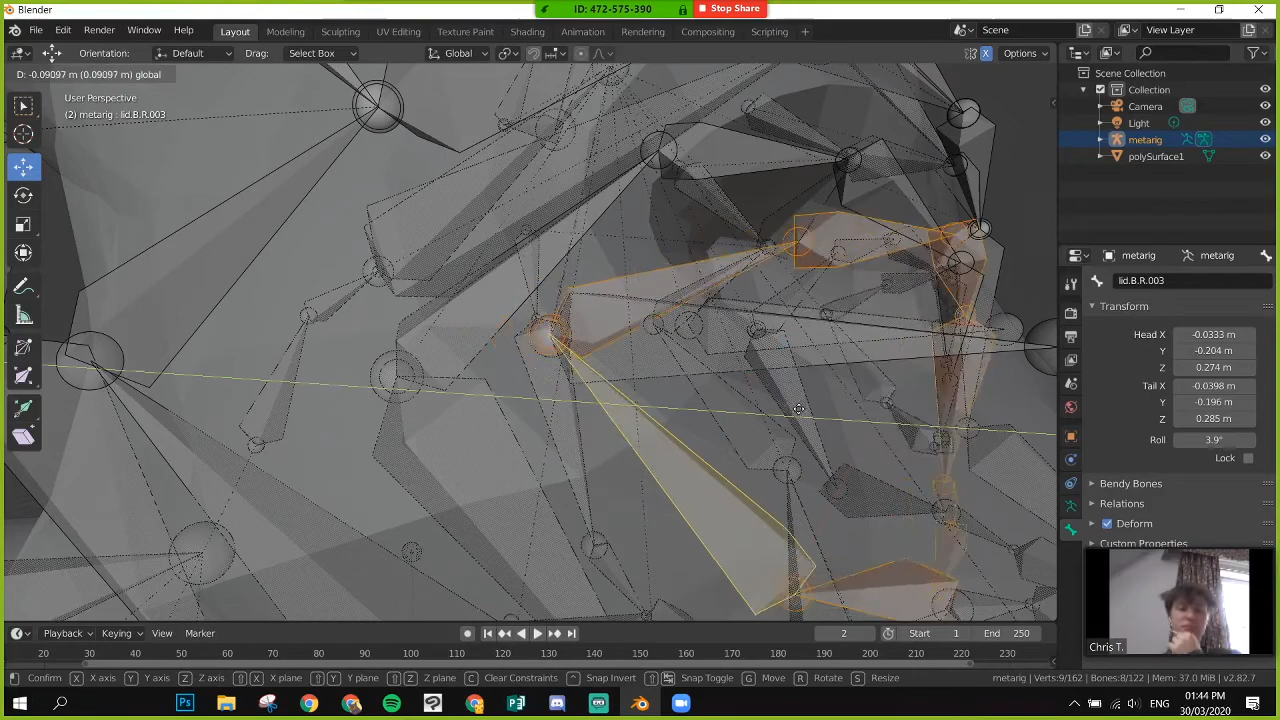 Blender
ID: 472-575-390
Stop Share
File Edit Render Window Help
Layout Modeling Sculpting UV Editing Texture Paint Shading Animation Rendering Compositing Scripting +
Scene
View Layer
Orientation: Default Drag: Select Box Global X Options
D: -0.09097 m (0.09097 m) global
User Perspective
(2) metarig : lid.B.R.003
Scene Collection
Collection
Camera
Light
metarig
polySurface1
metarig metarig
lid.B.R.003
Transform
Head X -0.0333 m
Y -0.204 m
Z 0.274 m
Tail X -0.0398 m
Y -0.196 m
Z 0.285 m
Roll 3.9°
Lock
Bendy Bones
Relations
Deform
Custom Properties
Chris T.
Playback Keying View Marker 2 Start 1 End 250
20 30 40 50 60 70 80 90 100 110 120 130 140 150 160 170 180 190 200 210 220 230
Confirm X X axis Y Y axis Z Z axis X X plane Y Y plane Z Z plane C Clear Constraints Snap Invert Snap Toggle G Move R Rotate S Resize metarig | Verts:9/162 | Bones:8/122 | Mem: 37.0 MiB | v2.82.7
ENG
01:44 PM
30/03/2020